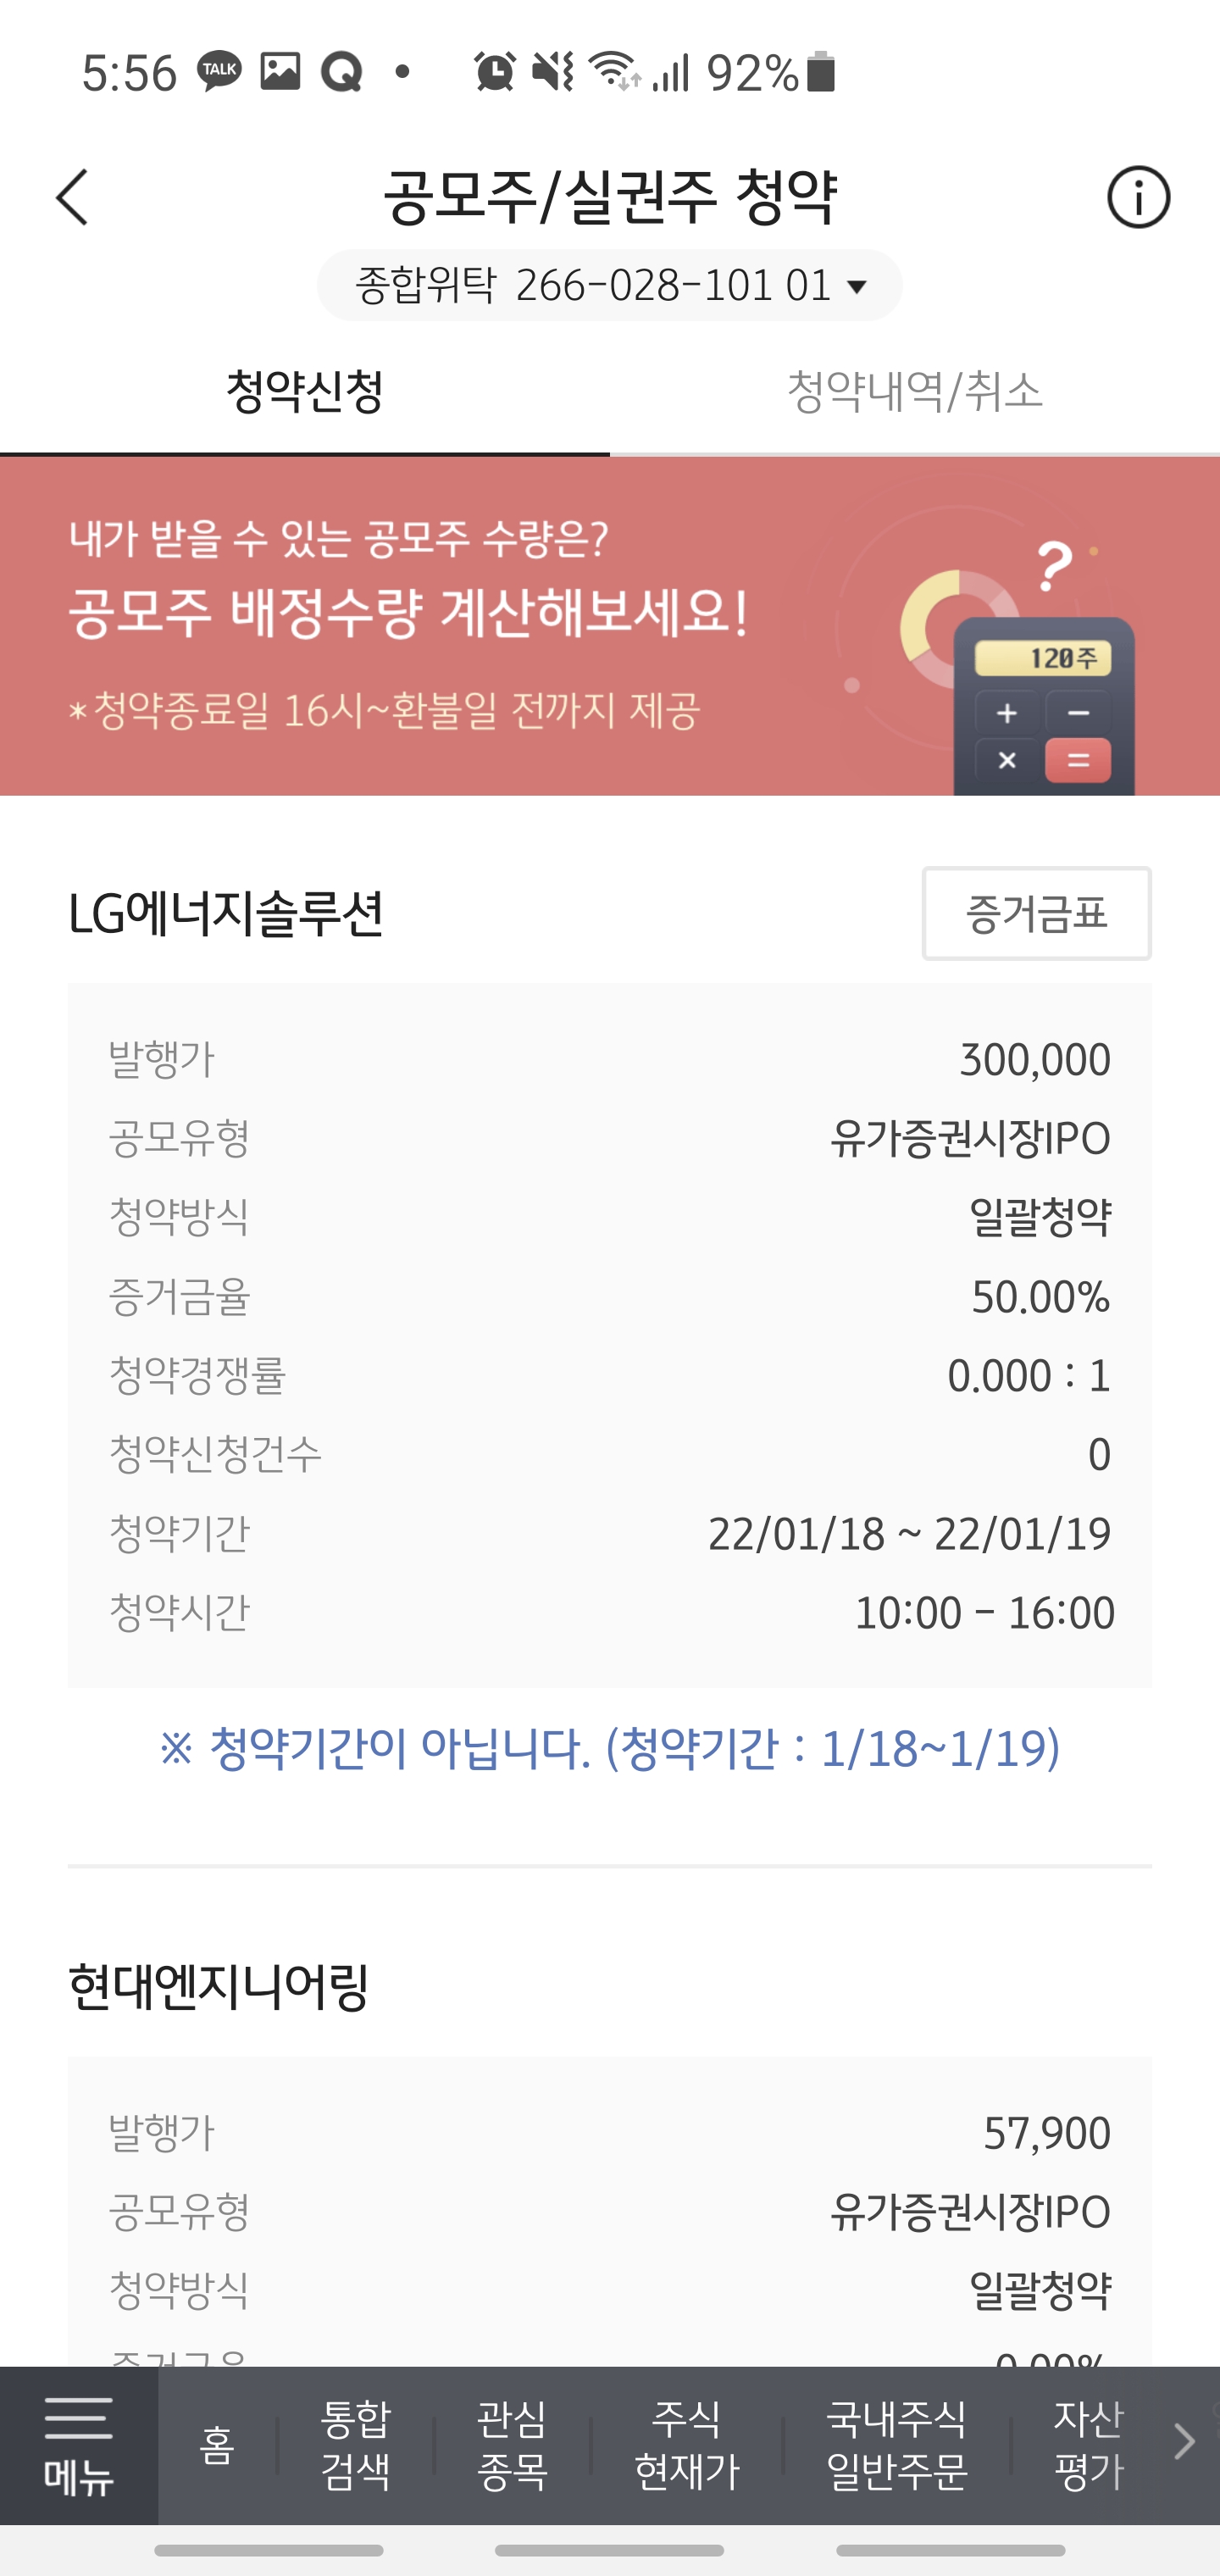 5:56 TALK 92%
공모주/실권주 청약
종합위탁 266-028-101 01
청약신청 청약내역/취소
내가 받을 수 있는 공모주 수량은?
공모주 배정수량 계산해보세요!
*청약종료일 16시~환불일 전까지 제공
?
120주
+ −
× =
LG에너지솔루션 증거금표
발행가 300,000
공모유형 유가증권시장IPO
청약방식 일괄청약
증거금율 50.00%
청약경쟁률 0.000 : 1
청약신청건수 0
청약기간 22/01/18 ~ 22/01/19
청약시간 10:00 - 16:00
※ 청약기간이 아닙니다. (청약기간 : 1/18~1/19)
현대엔지니어링
발행가 57,900
공모유형 유가증권시장IPO
청약방식 일괄청약
증거금율 0.00%
메뉴
홈
통합
검색
관심
종목
주식
현재가
국내주식
일반주문
자산
평가